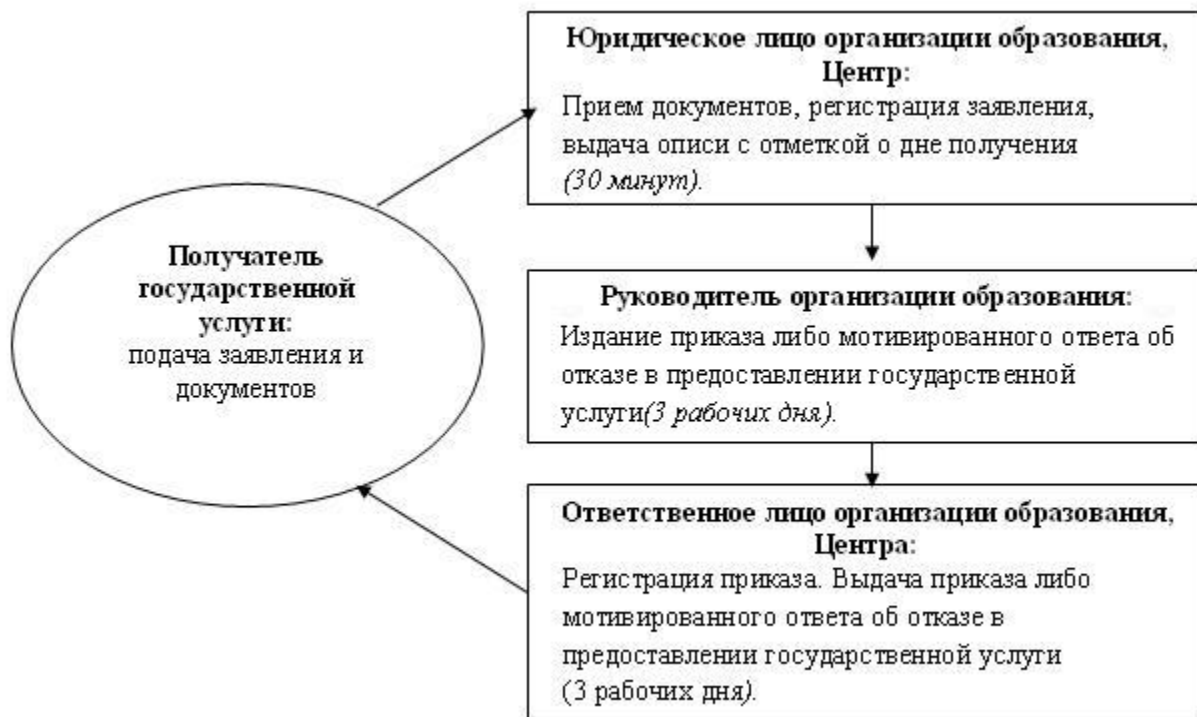 Юридическое лицо организации образования,
Центр:
Прием документов, регистрация заявления,
выдача описи с отметкой о дне получения
(30 минут).
Получатель
государственной
услуги:
подача заявления и
документов
Руководитель организации образования:
Издание приказа либо мотивированного ответа об
отказе в предоставлении государственной
услуги(3 рабочих дня).
Ответственное лицо организации образования,
Центра:
Регистрация приказа. Выдача приказа либо
мотивированного ответа об отказе в
предоставлении государственной услуги
(3 рабочих дня).